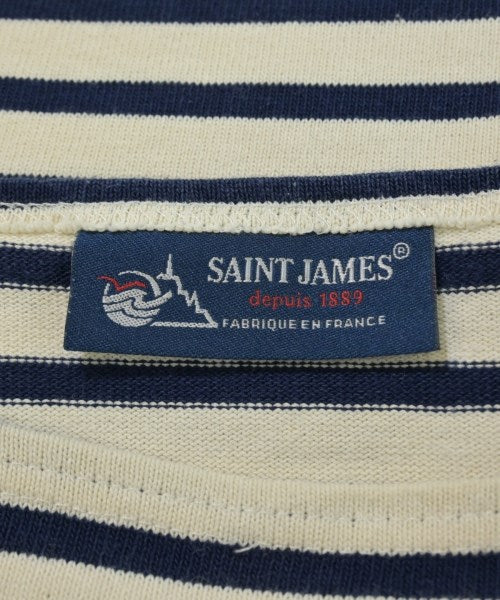 SAINT JAMES®
depuis 1889
FABRIQUE EN FRANCE